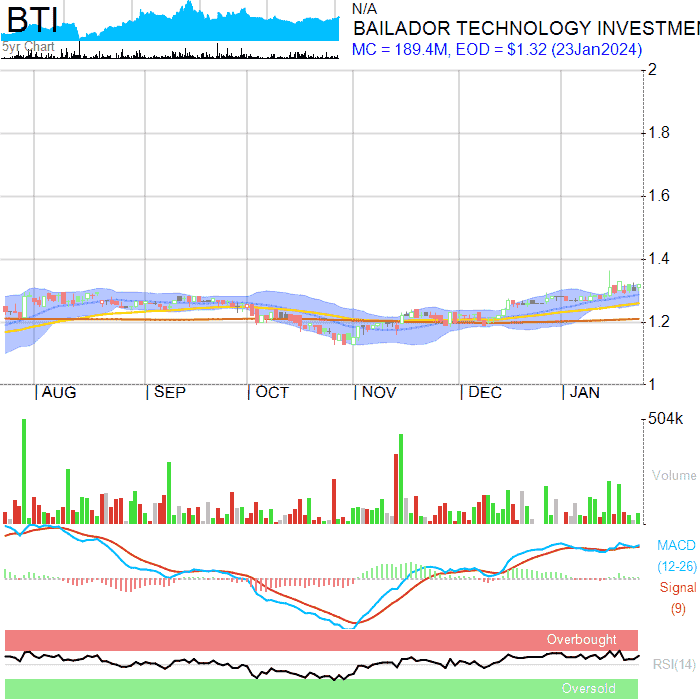 BTI
5yr Chart
N/A
BAILADOR TECHNOLOGY INVESTMEN
MC = 189.4M, EOD = $1.32 (23Jan2024)
2
1.8
1.6
1.4
1.2
1
| AUG | SEP | OCT | NOV | DEC | JAN
504k
Volume
MACD
(12-26)
Signal
(9)
Overbought
RSI(14)
Oversold